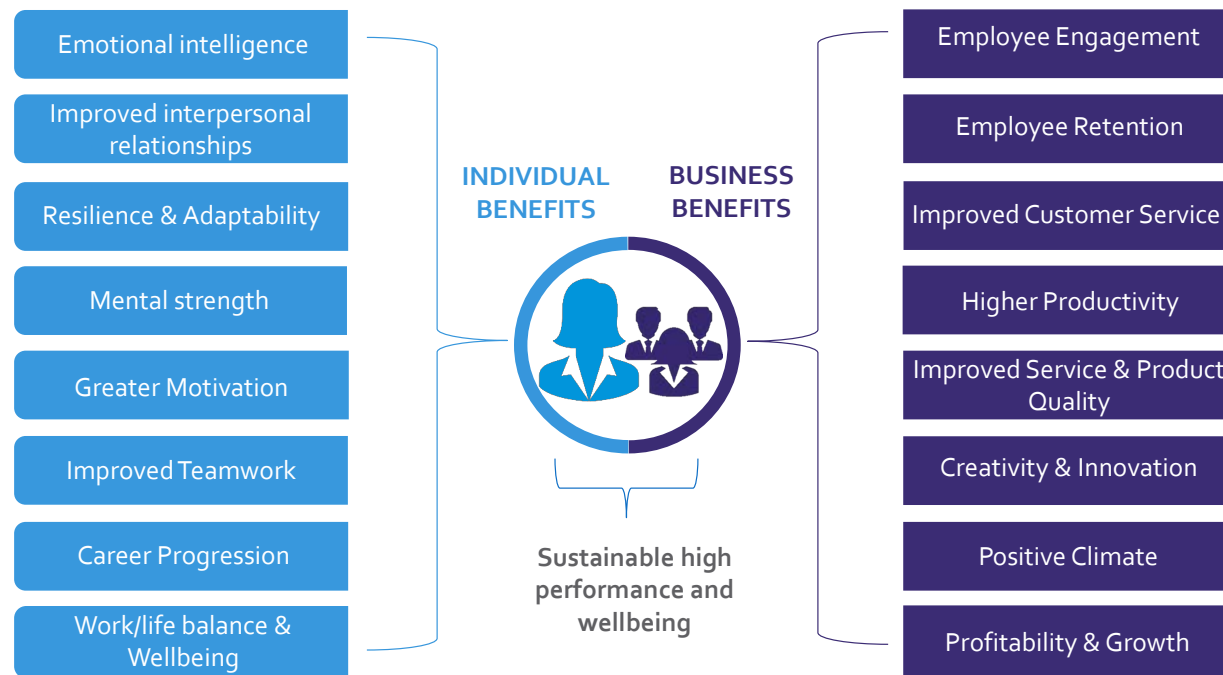 Emotional intelligence
Improved interpersonal
relationships
Resilience & Adaptability
Mental strength
Greater Motivation
Improved Teamwork
Career Progression
Work/life balance &
Wellbeing
INDIVIDUAL
BENEFITS
BUSINESS
BENEFITS
Sustainable high
performance and
wellbeing
Employee Engagement
Employee Retention
Improved Customer Service
Higher Productivity
Improved Service & Product
Quality
Creativity & Innovation
Positive Climate
Profitability & Growth